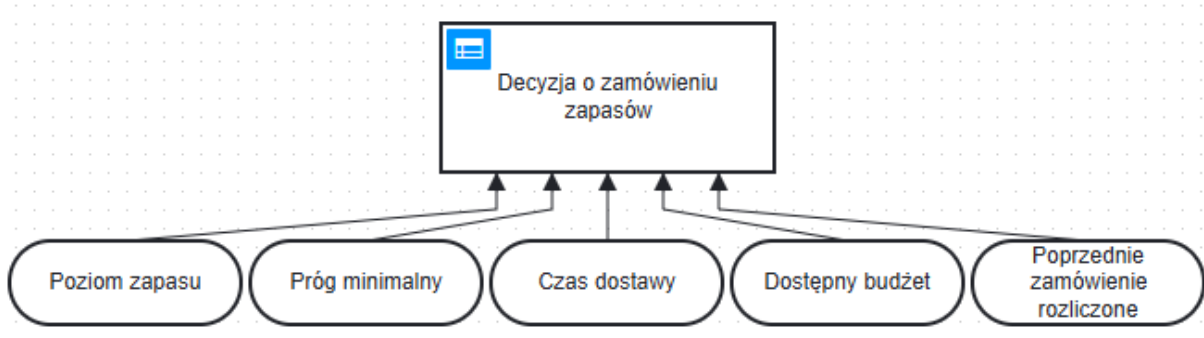 Decyzja o zamówieniu
zapasów
Poziom zapasu
Próg minimalny
Czas dostawy
Dostępny budżet
Poprzednie
zamówienie
rozliczone